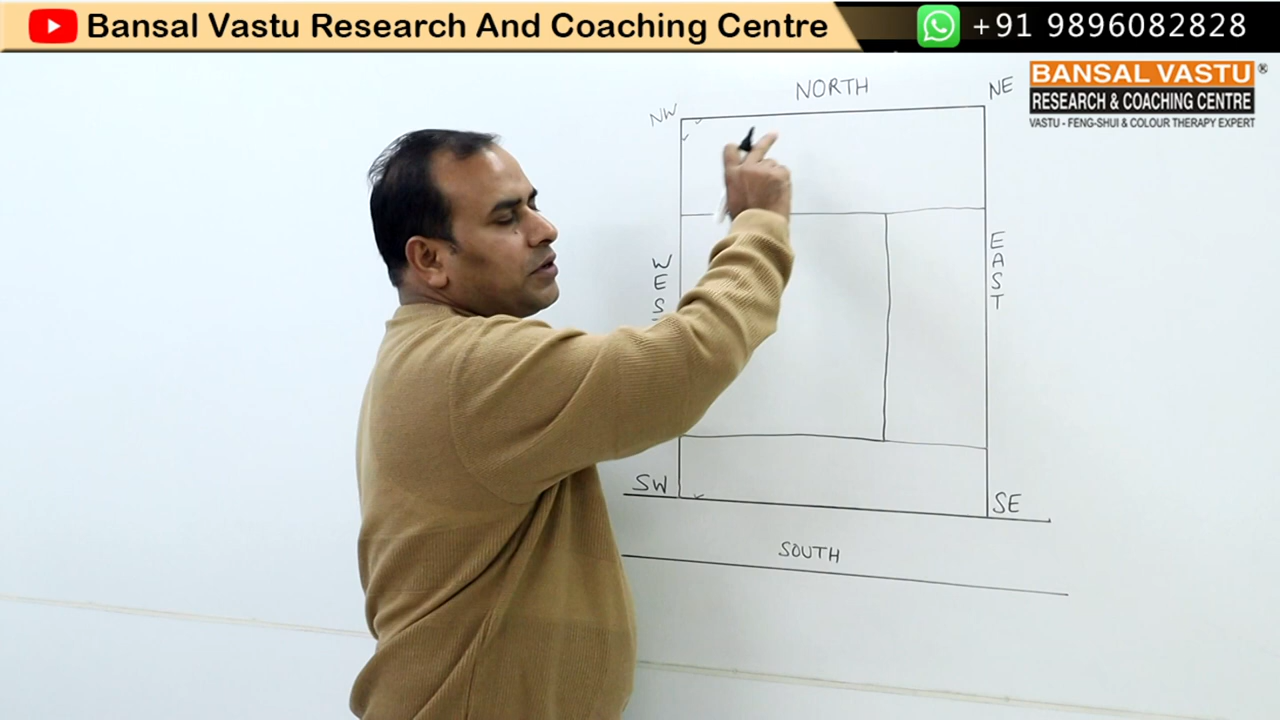 Bansal Vastu Research And Coaching Centre
+91 9896082828
BANSAL VASTU®
RESEARCH & COACHING CENTRE
VASTU - FENG-SHUI & COLOUR THERAPY EXPERT
NORTH
NW
NE
WES
EAST
SW
SE
SOUTH